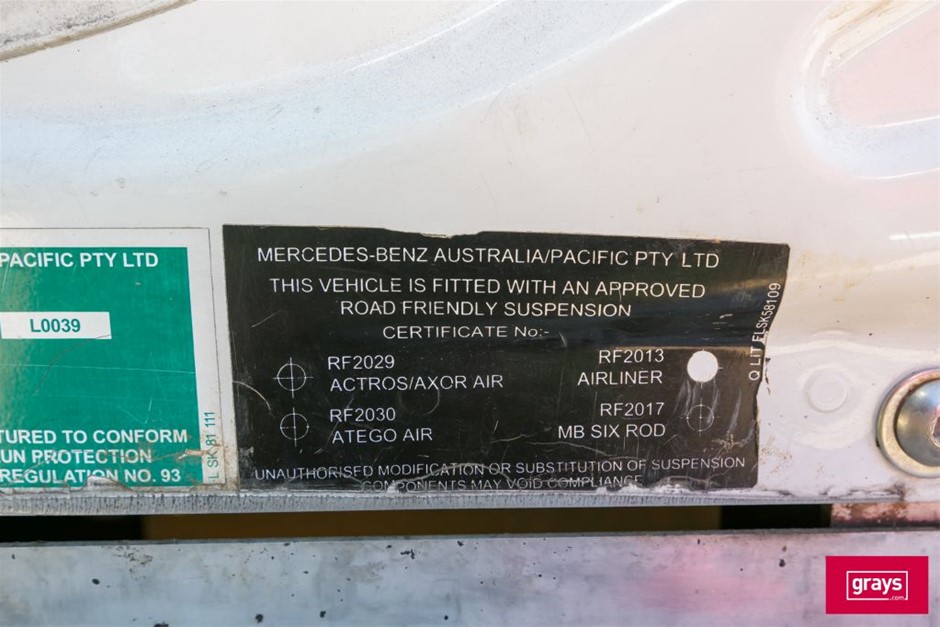 PACIFIC PTY LTD
L0039
TURED TO CONFORM
UN PROTECTION
REGULATION NO. 93
L SK 81 111
MERCEDES-BENZ AUSTRALIA/PACIFIC PTY LTD
THIS VEHICLE IS FITTED WITH AN APPROVED
ROAD FRIENDLY SUSPENSION
CERTIFICATE No:-
RF2029
ACTROS/AXOR AIR
RF2030
ATEGO AIR
RF2013
AIRLINER
RF2017
MB SIX ROD
UNAUTHORISED MODIFICATION OR SUBSTITUTION OF SUSPENSION
COMPONENTS MAY VOID COMPLIANCE
Q LIT FLSK58109
grays
.com